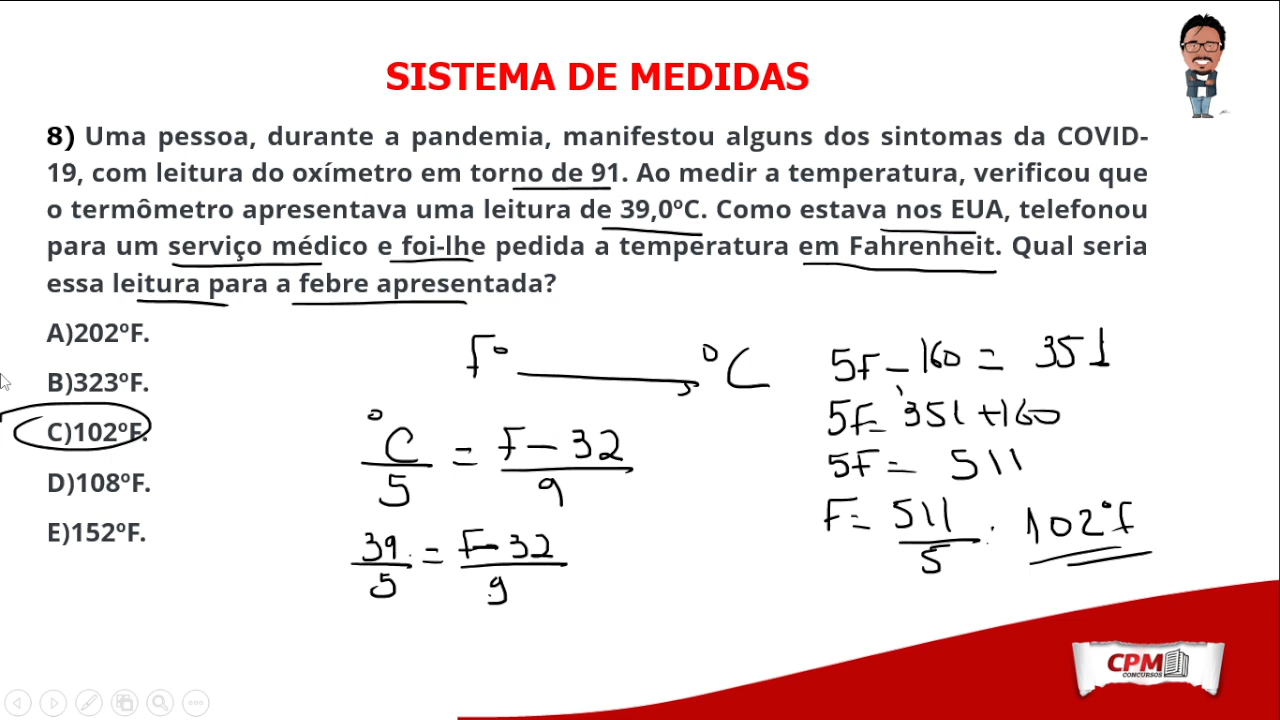 SISTEMA DE MEDIDAS
8) Uma pessoa, durante a pandemia, manifestou alguns dos sintomas da COVID-
19, com leitura do oxímetro em torno de 91. Ao medir a temperatura, verificou que
o termômetro apresentava uma leitura de 39,0ºC. Como estava nos EUA, telefonou
para um serviço médico e foi-lhe pedida a temperatura em Fahrenheit. Qual seria
essa leitura para a febre apresentada?
A)202ºF.
B)323ºF.
C)102ºF.
D)108ºF.
E)152ºF.
Fº ºC
ºC = F - 32
5 9
39 = F - 32
5 9
5F - 160 = 351
5F = 351 + 160
5F = 511
F = 511 102ºF
5
CPM
CONCURSOS